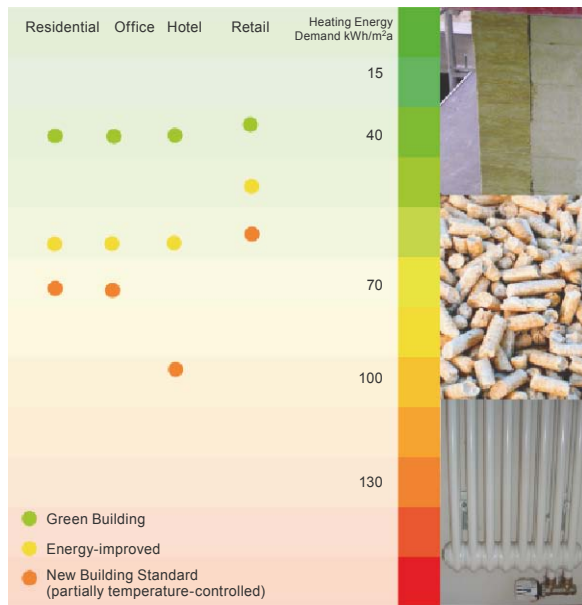 Residential Office Hotel Retail Heating Energy
Demand kWh/m²a
15
40
70
100
130
Green Building
Energy-improved
New Building Standard
(partially temperature-controlled)